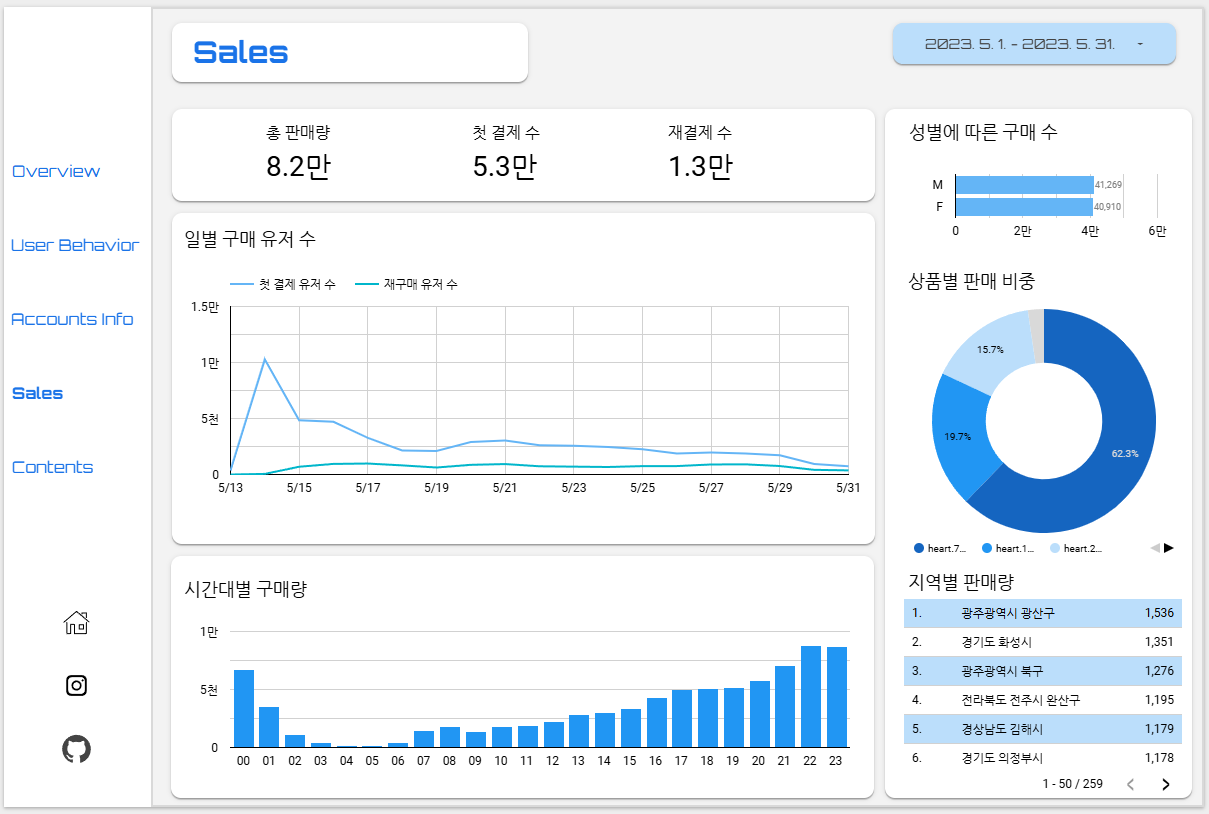 Sales
2023. 5. 1. - 2023. 5. 31.
Overview
User Behavior
Accounts Info
Sales
Contents
총 판매량
8.2만
첫 결제 수
5.3만
재결제 수
1.3만
일별 구매 유저 수
첫 결제 유저 수 재구매 유저 수
1.5만
1만
5천
0
5/13 5/15 5/17 5/19 5/21 5/23 5/25 5/27 5/29 5/31
시간대별 구매량
1만
5천
0
00 01 02 03 04 05 06 07 08 09 10 11 12 13 14 15 16 17 18 19 20 21 22 23
성별에 따른 구매 수
M 41,269
F 40,910
0 2만 4만 6만
상품별 판매 비중
15.7%
19.7%
62.3%
heart.7... heart.1... heart.2...
지역별 판매량
1. 광주광역시 광산구 1,536
2. 경기도 화성시 1,351
3. 광주광역시 북구 1,276
4. 전라북도 전주시 완산구 1,195
5. 경상남도 김해시 1,179
6. 경기도 의정부시 1,178
1 - 50 / 259